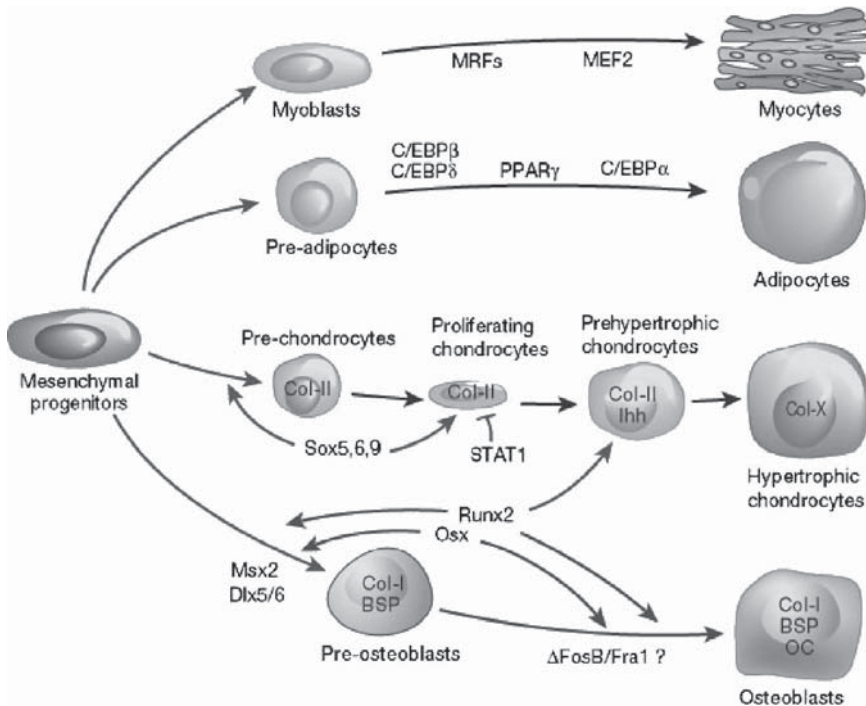 MRFs
MEF2
Myoblasts
Myocytes
C/EBPβ
C/EBPδ
PPARγ
C/EBPα
Pre-adipocytes
Adipocytes
Mesenchymal
progenitors
Pre-chondrocytes
Proliferating
chondrocytes
Prehypertrophic
chondrocytes
Col-II
Col-II
Col-II
Ihh
Col-X
Sox5,6,9
STAT1
Hypertrophic
chondrocytes
Runx2
Osx
Msx2
Dlx5/6
Col-I
BSP
Pre-osteoblasts
ΔFosB/Fra1 ?
Col-I
BSP
OC
Osteoblasts